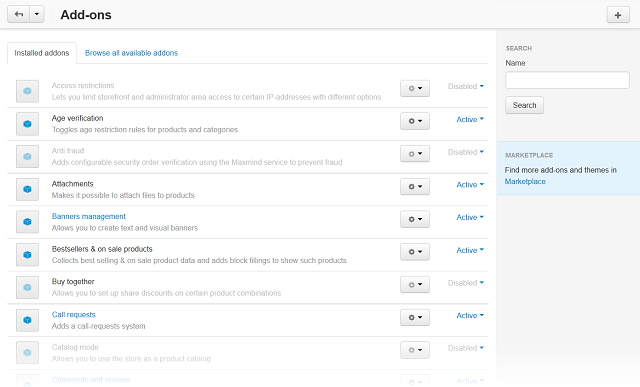 Add-ons
Installed addons
Browse all available addons
Access restrictions
Lets you limit storefront and administrator area access to certain IP-addresses with different options
Disabled
Age verification
Toggles age restriction rules for products and categories
Active
Anti fraud
Adds configurable security order verification using the Maxmind service to prevent fraud
Disabled
Attachments
Makes it possible to attach files to products
Active
Banners management
Allows you to create text and visual banners.
Active
Bestsellers & on sale products
Collects best selling & on sale product data and adds block fillings to show such products
Active
Buy together
Allows you to set up share discounts on certain product combinations
Disabled
Call requests
Adds a call-requests system
Active
Catalog mode
Allows you to use the store as a product catalog
Disabled
Comments and reviews
SEARCH
Name
Search
MARKETPLACE
Find more add-ons and themes in
Marketplace